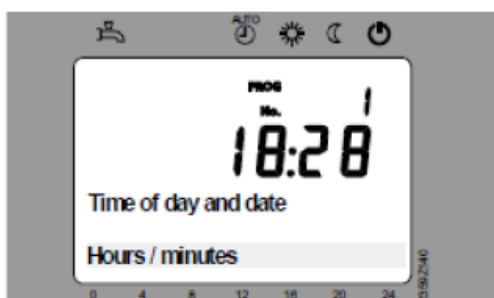 AUTO
PROG
No. 1
18:28
Time of day and date
Hours / minutes
0 4 8 12 16 20 24